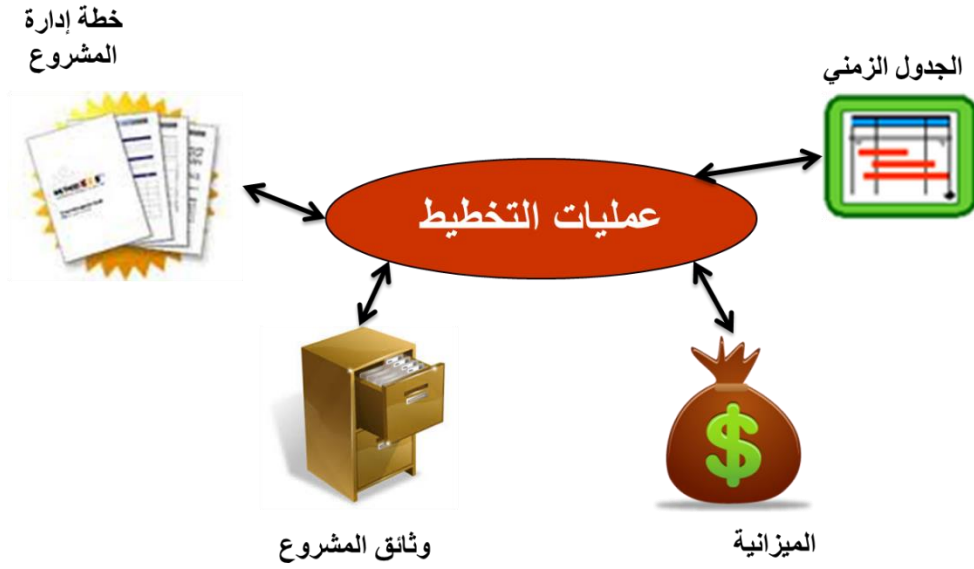 خطة إدارة
المشروع
الجدول الزمني
عمليات التخطيط
$
وثائق المشروع
الميزانية